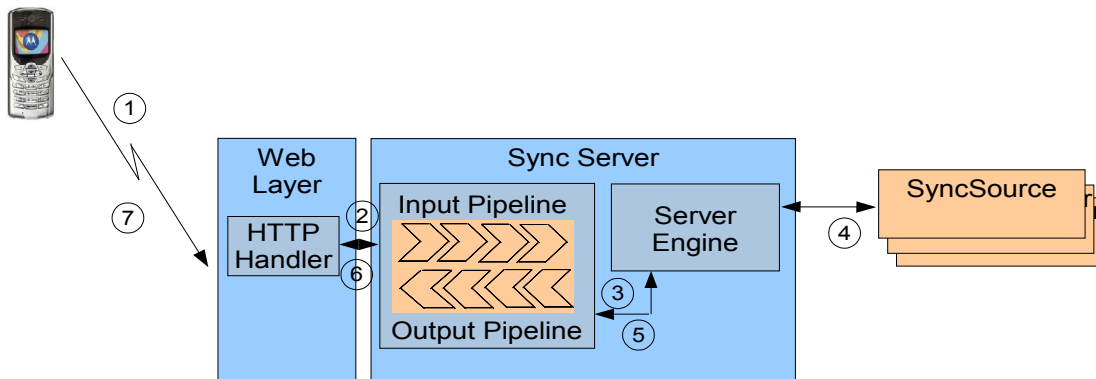 1
7
Web
Layer
HTTP
Handler
2
6
Sync Server
Input Pipeline
Output Pipeline
Server
Engine
3
5
4
SyncSource